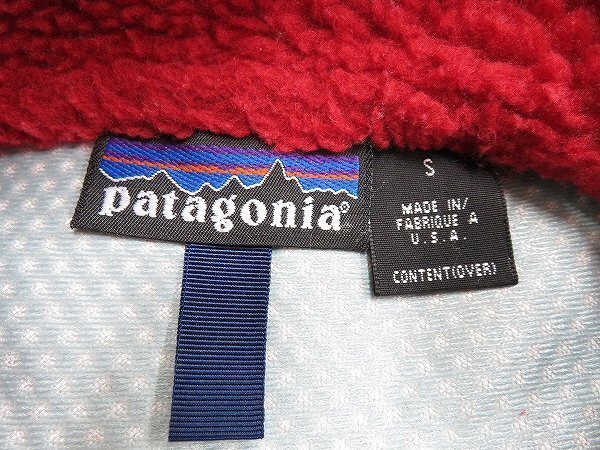 patagonia®
S
MADE IN/
FABRIQUE A
U.S.A.
CONTENT(OVER)